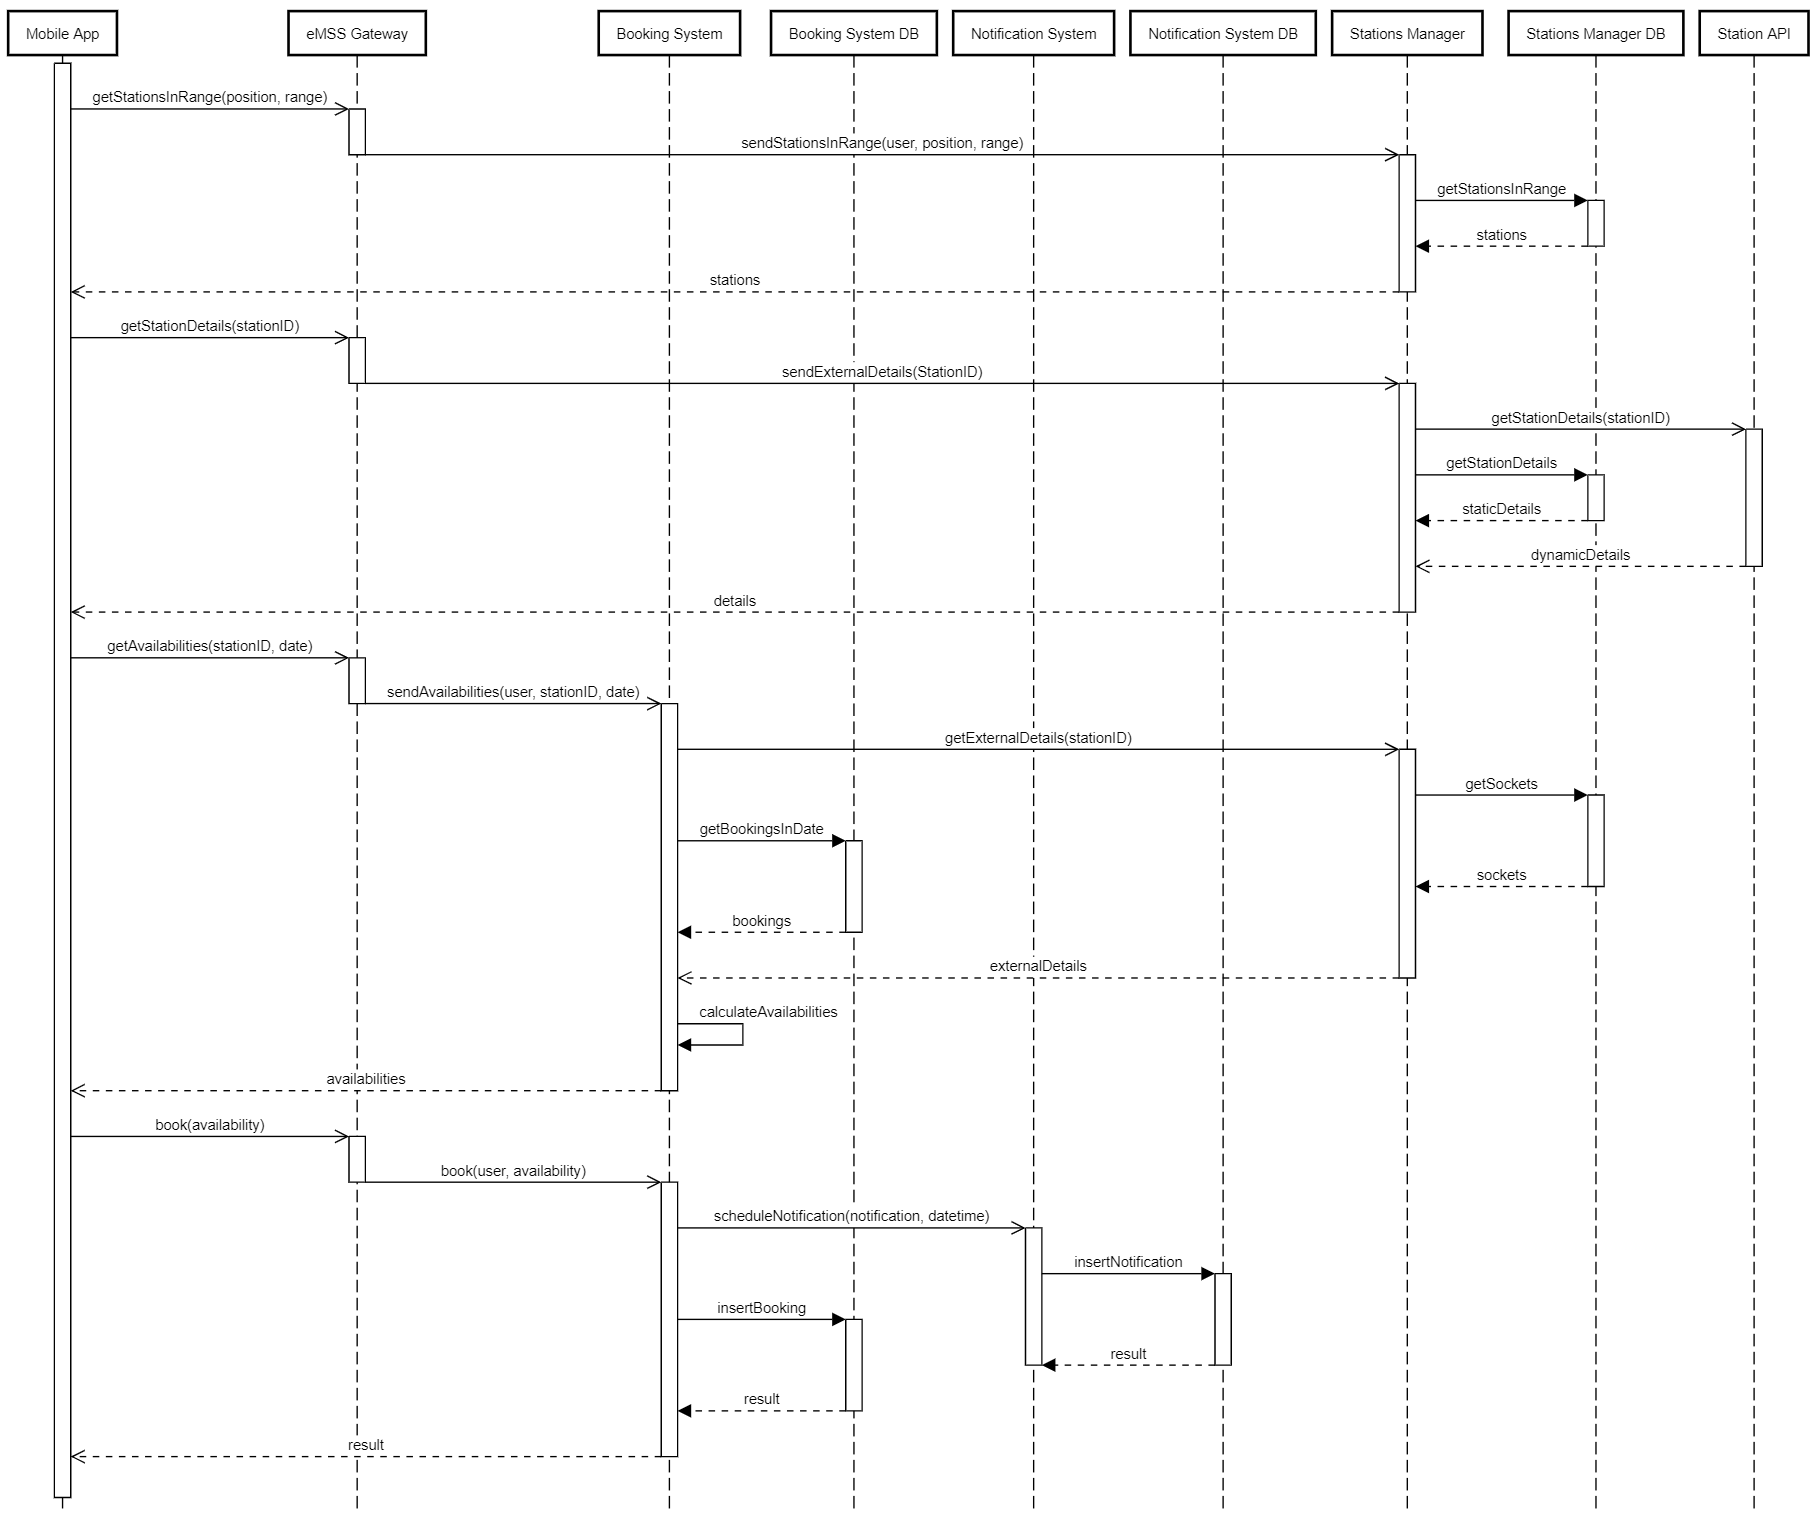 Mobile App
eMSS Gateway
Booking System
Booking System DB
Notification System
Notification System DB
Stations Manager
Stations Manager DB
Station API
getStationsInRange(position, range)
sendStationsInRange(user, position, range)
getStationsInRange
stations
stations
getStationDetails(stationID)
sendExternalDetails(StationID)
getStationDetails(stationID)
getStationDetails
staticDetails
dynamicDetails
details
getAvailabilities(stationID, date)
sendAvailabilities(user, stationID, date)
getExternalDetails(stationID)
getSockets
getBookingsInDate
sockets
bookings
externalDetails
calculateAvailabilities
availabilities
book(availability)
book(user, availability)
scheduleNotification(notification, datetime)
insertNotification
insertBooking
result
result
result